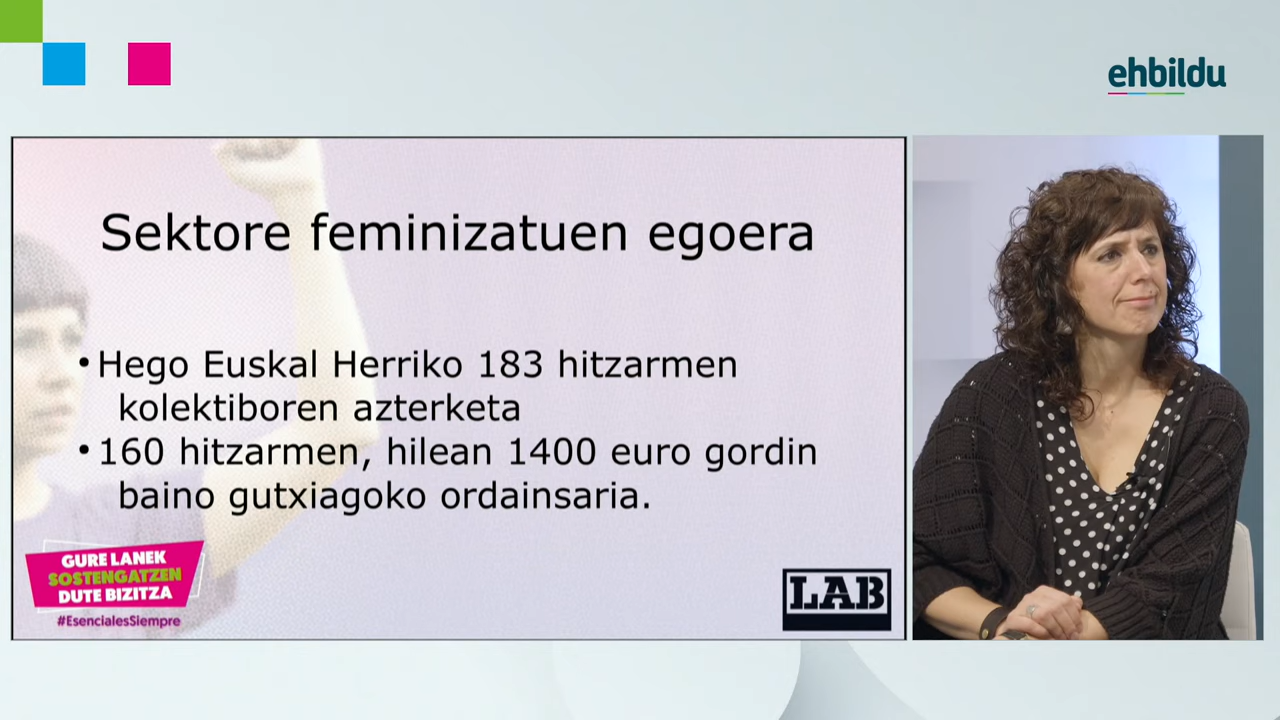 ehbildu
Sektore feminizatuen egoera
•Hego Euskal Herriko 183 hitzarmen
kolektiboren azterketa
•160 hitzarmen, hilean 1400 euro gordin
baino gutxiagoko ordainsaria.
GURE LANEK
SOSTENGATZEN
DUTE BIZITZA
#EsencialesSiempre
LAB